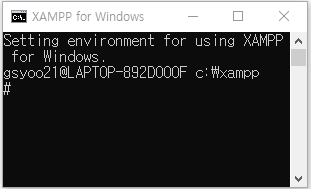 XAMPP for Windows
Setting environment for using XAMPP
 for Windows.
gsyoo21@LAPTOP-892D000F c:₩xampp
#